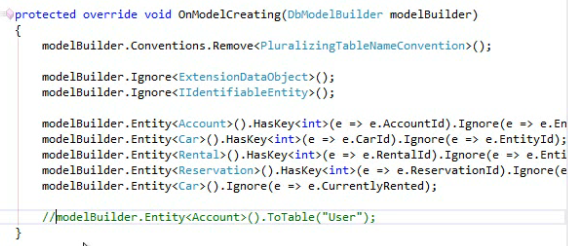 protected override void OnModelCreating(DbModelBuilder modelBuilder)
{
modelBuilder.Conventions.Remove<PluralizingTableNameConvention>();
modelBuilder.Ignore<ExtensionDataObject>();
modelBuilder.Ignore<IIdentifiableEntity>();
modelBuilder.Entity<Account>().HasKey<int>(e => e.AccountId).Ignore(e => e.En
modelBuilder.Entity<Car>().HasKey<int>(e => e.CarId).Ignore(e => e.EntityId);
modelBuilder.Entity<Rental>().HasKey<int>(e => e.RentalId).Ignore(e => e.Enti
modelBuilder.Entity<Reservation>().HasKey<int>(e => e.ReservationId).Ignore(e
modelBuilder.Entity<Car>().Ignore(e => e.CurrentlyRented);
//modelBuilder.Entity<Account>().ToTable("User");
}